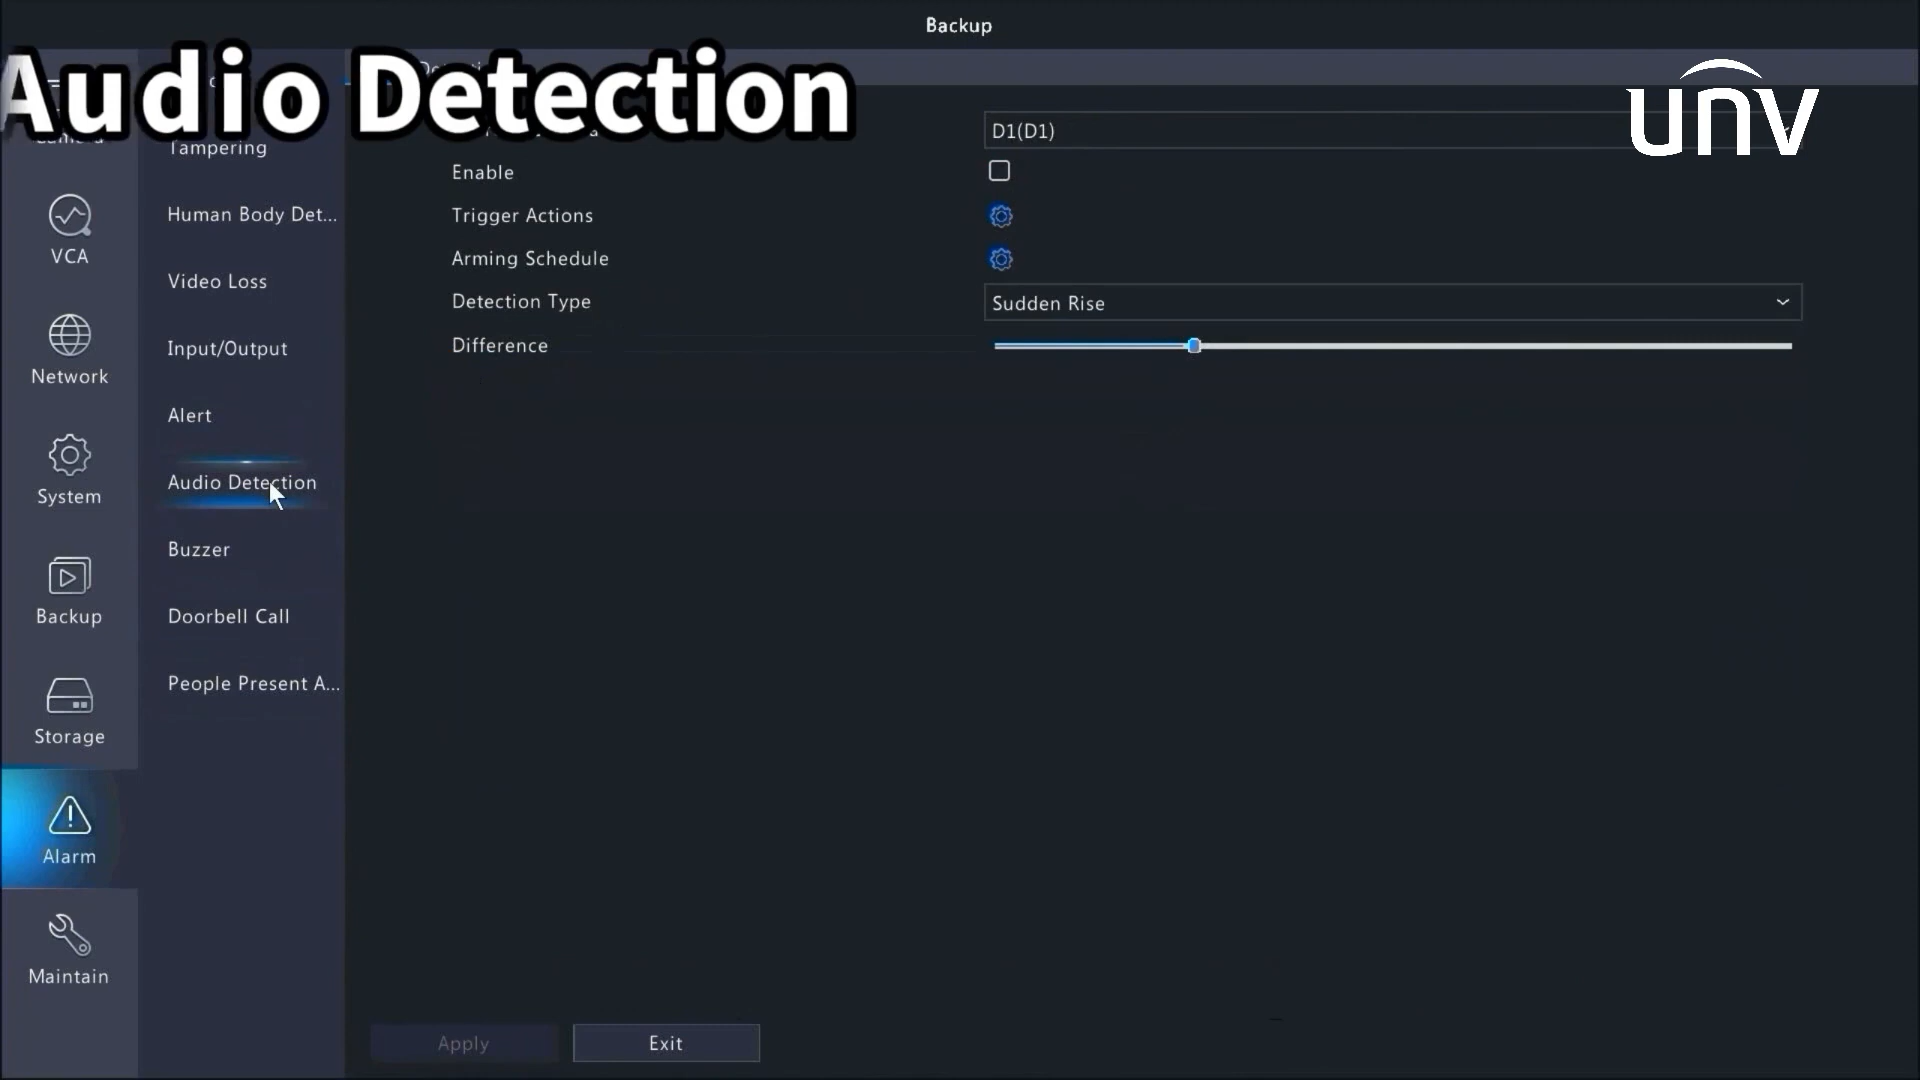 Backup
Audio Detection
unv
D1(D1)
Tampering
Enable
Human Body Det...
Trigger Actions
VCA
Arming Schedule
Video Loss
Detection Type
Sudden Rise
Input/Output
Difference
Network
Alert
Audio Detection
System
Buzzer
Backup
Doorbell Call
People Present A...
Storage
Alarm
Maintain
Apply
Exit